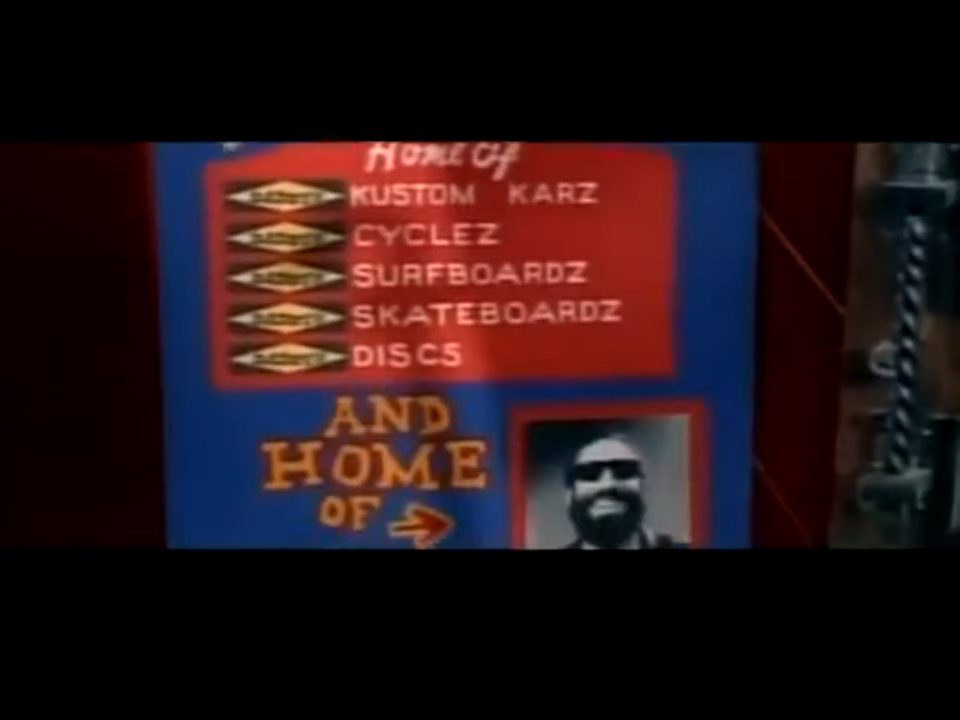 Home Of
KUSTOM KARZ
CYCLEZ
SURFBOARDZ
SKATEBOARDZ
DISCS
AND
HOME
OF